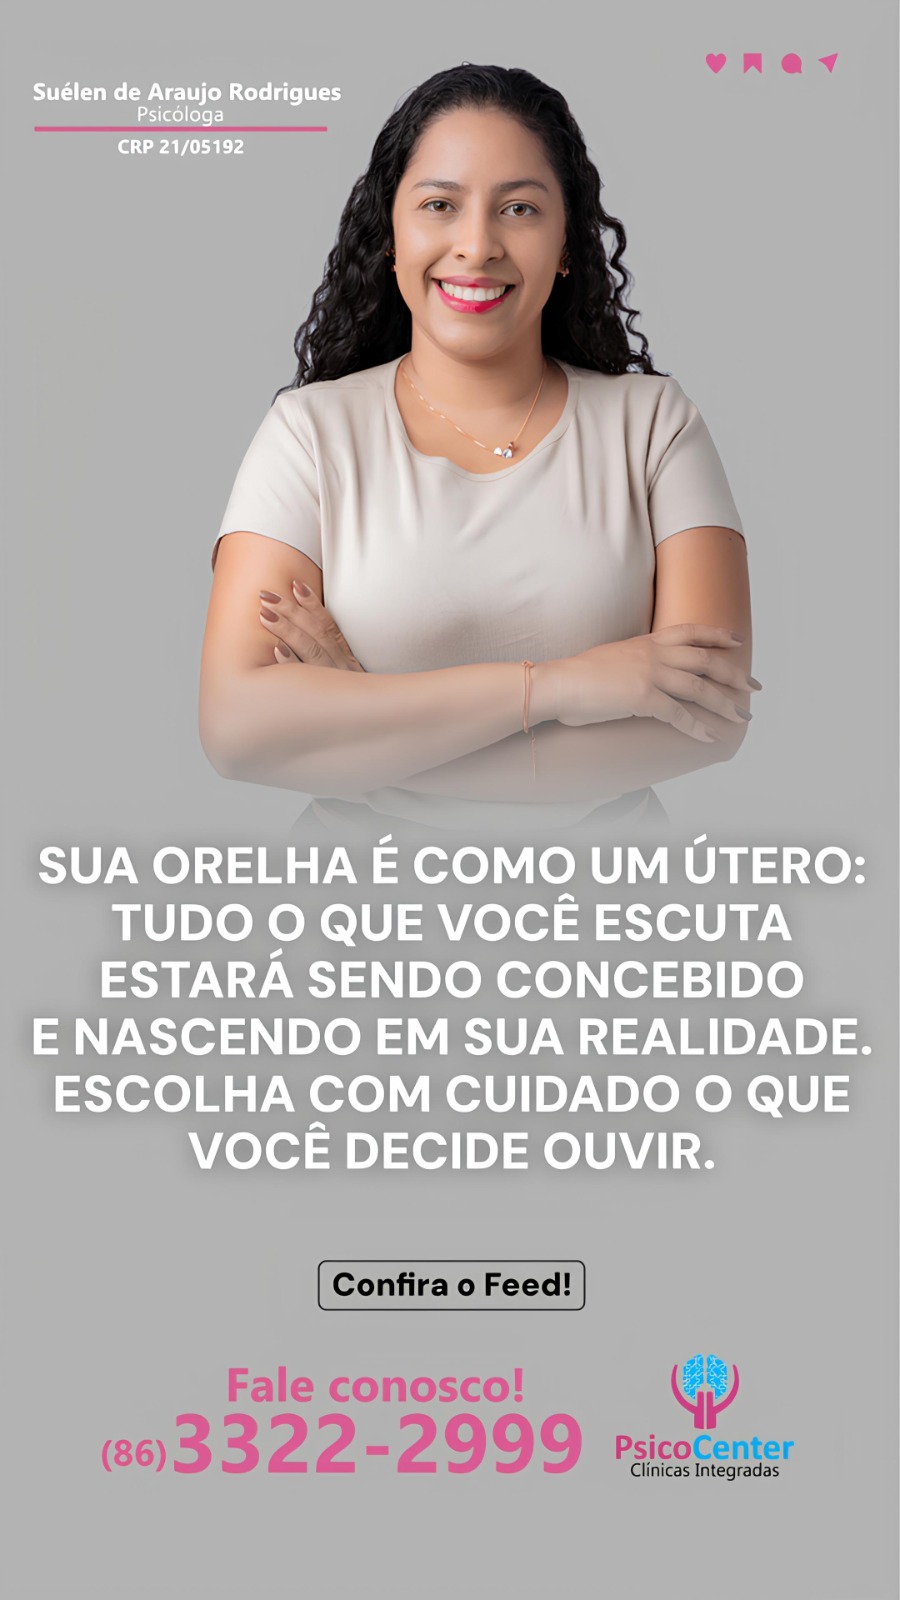 Suélen de Araujo Rodrigues
Psicóloga
CRP 21/05192
SUA ORELHA É COMO UM ÚTERO:
TUDO O QUE VOCÊ ESCUTA
ESTARÁ SENDO CONCEBIDO
E NASCENDO EM SUA REALIDADE.
ESCOLHA COM CUIDADO O QUE
VOCÊ DECIDE OUVIR.
Confira o Feed!
Fale conosco!
(86)3322-2999
PsicoCenter
Clínicas Integradas